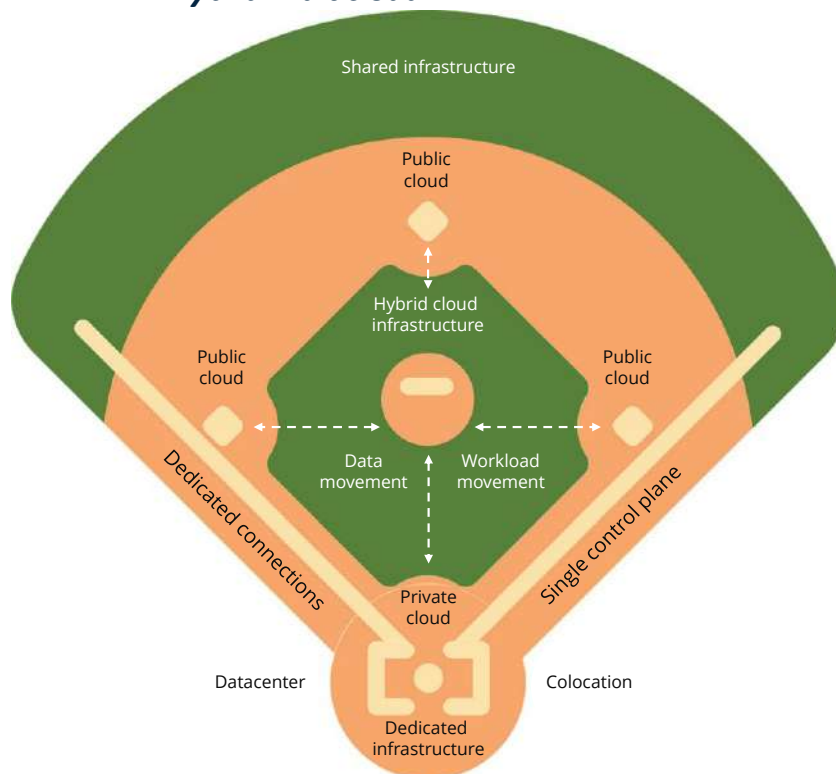 Shared infrastructure
Public
cloud
Hybrid cloud
infrastructure
Public
cloud
Public
cloud
Data
movement
Workload
movement
Dedicated connections
Single control plane
Private
cloud
Datacenter
Colocation
Dedicated
infrastructure